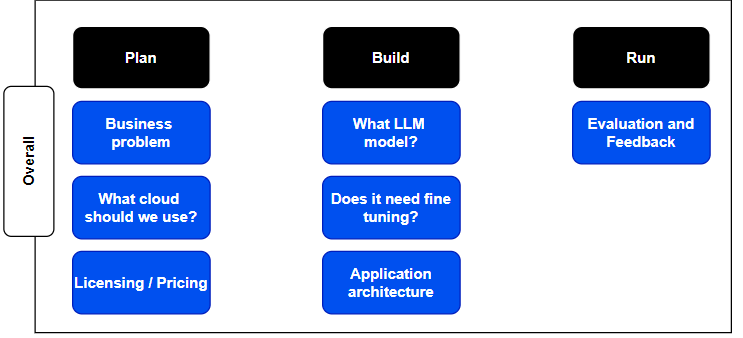 Overall
Plan
Business
problem
What cloud
should we use?
Licensing / Pricing
Build
What LLM
model?
Does it need fine
tuning?
Application
architecture
Run
Evaluation and
Feedback